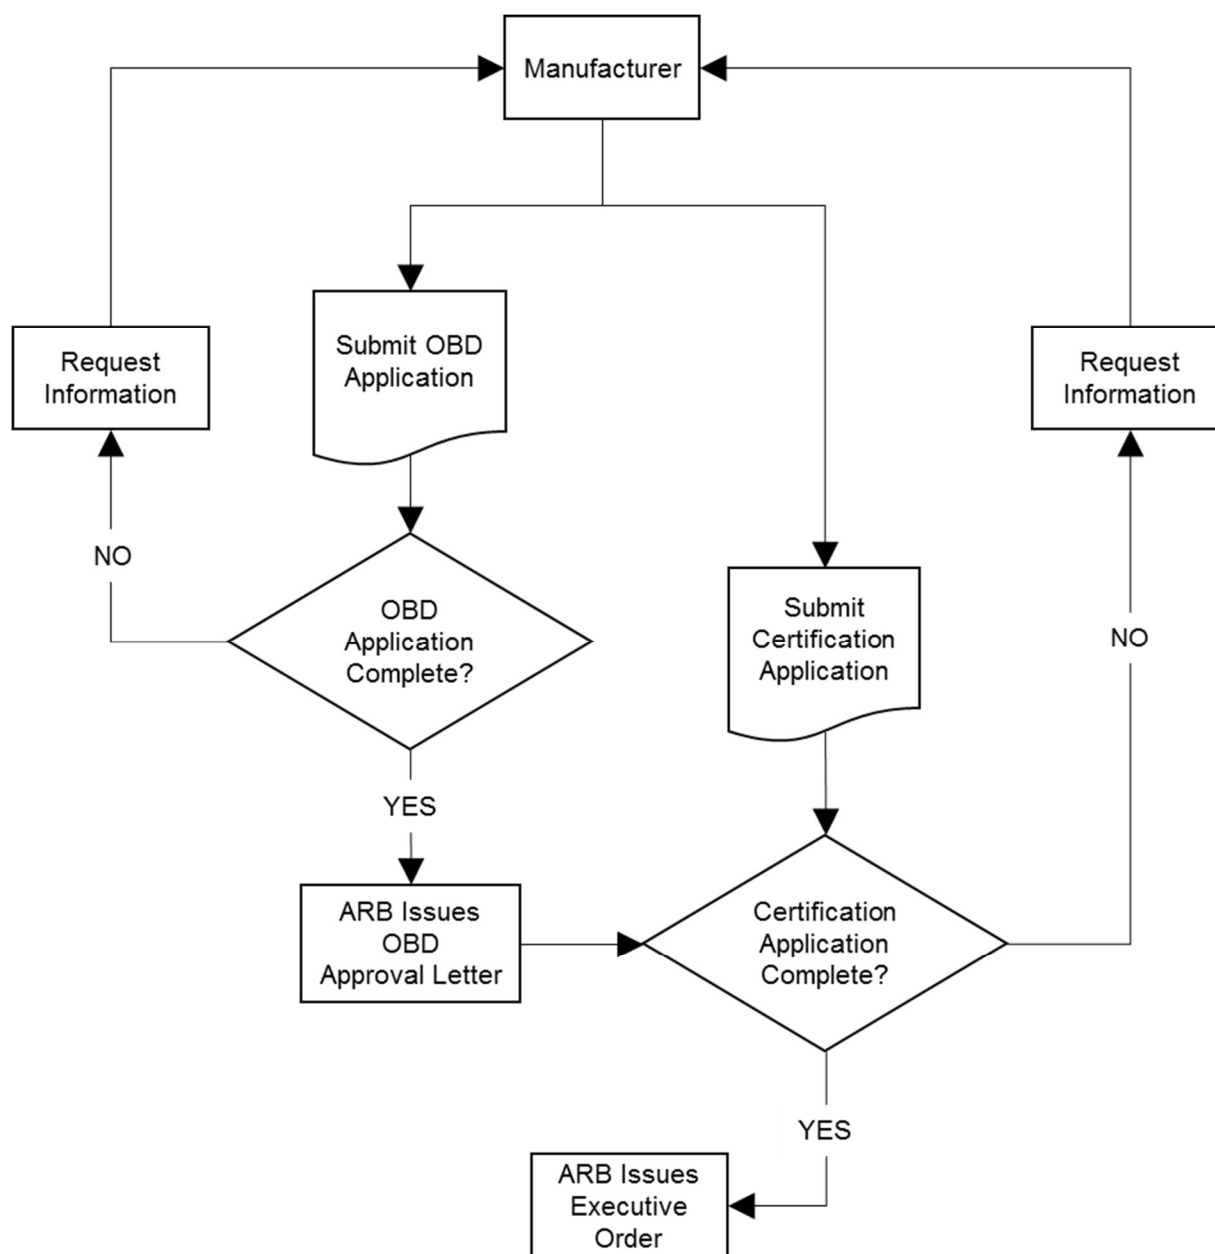 Manufacturer
Submit OBD
Application
Request
Information
Request
Information
NO
OBD
Application
Complete?
Submit
Certification
Application
NO
YES
ARB Issues
OBD
Approval Letter
Certification
Application
Complete?
YES
ARB Issues
Executive
Order